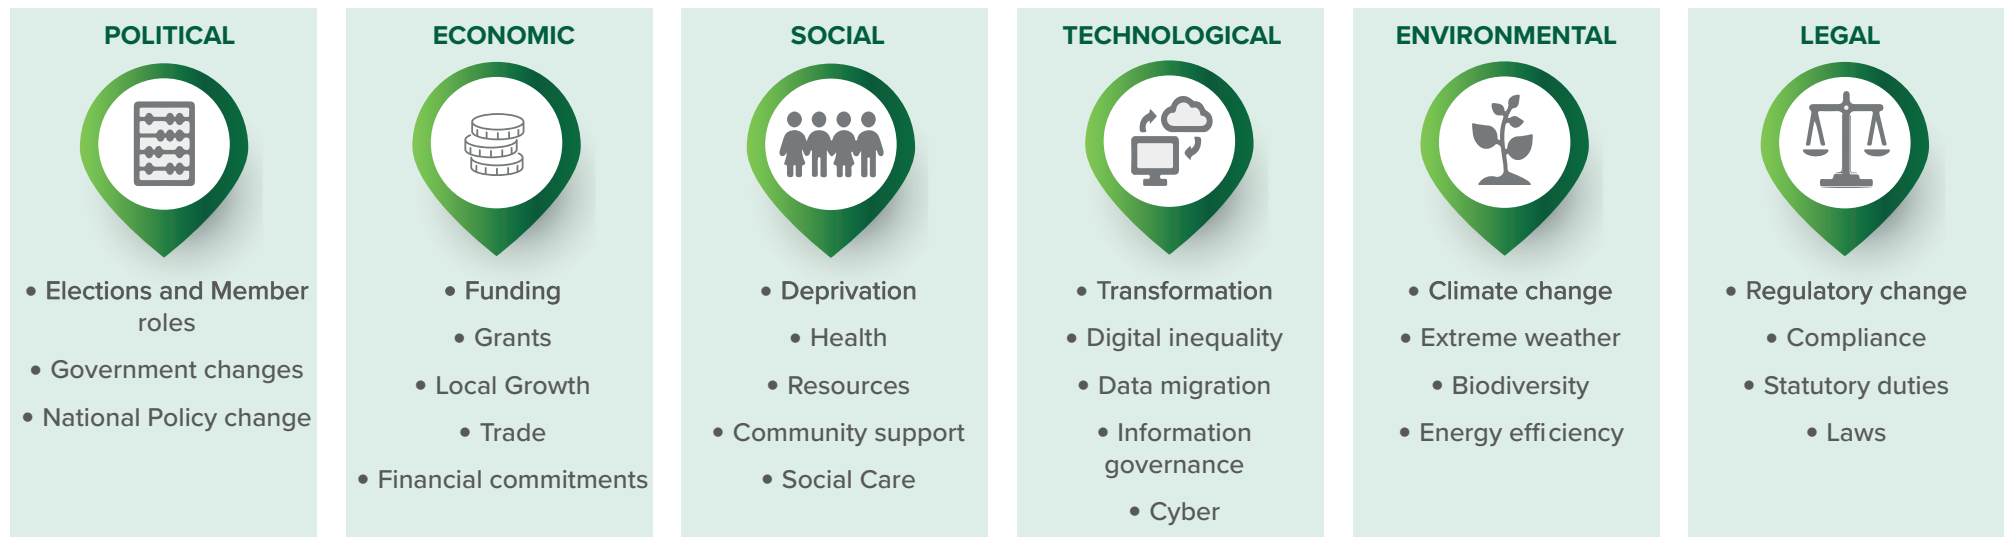 POLITICAL
• Elections and Member
roles
• Government changes
• National Policy change
ECONOMIC
• Funding
• Grants
• Local Growth
• Trade
• Financial commitments
SOCIAL
• Deprivation
• Health
• Resources
• Community support
• Social Care
TECHNOLOGICAL
• Transformation
• Digital inequality
• Data migration
• Information
governance
• Cyber
ENVIRONMENTAL
• Climate change
• Extreme weather
• Biodiversity
• Energy efficiency
LEGAL
• Regulatory change
• Compliance
• Statutory duties
• Laws